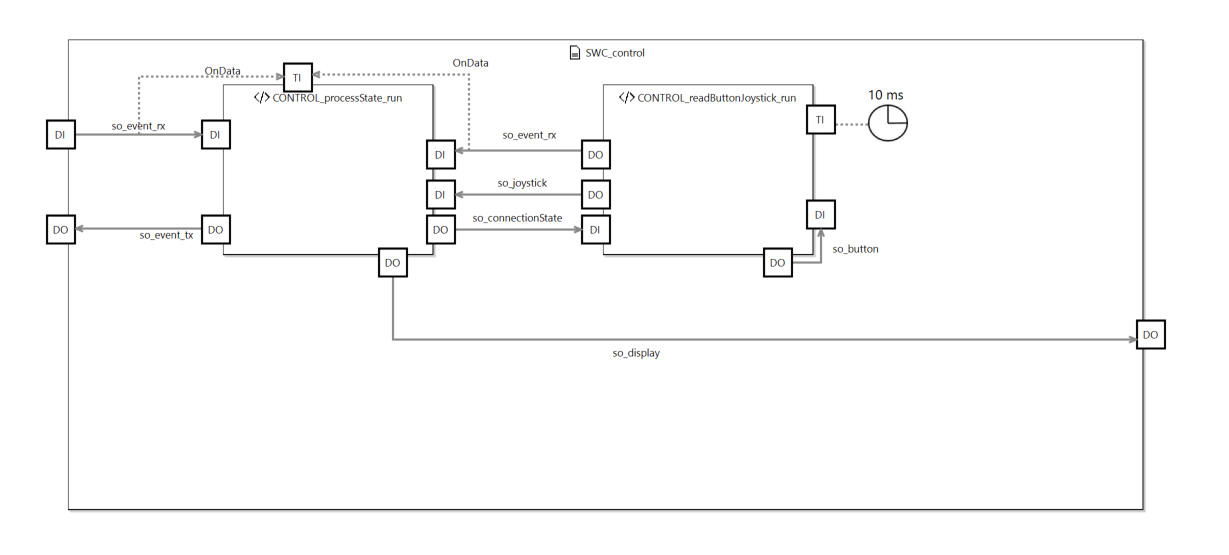 SWC_control
OnData
OnData
TI
</> CONTROL_processState_run
</> CONTROL_readButtonJoystick_run
10 ms
TI
DI
so_event_rx
DI
DI
so_event_rx
DO
DI
so_joystick
DO
DO
so_event_tx
DO
DO
so_connectionState
DI
DI
so_button
DO
DO
so_display
DO